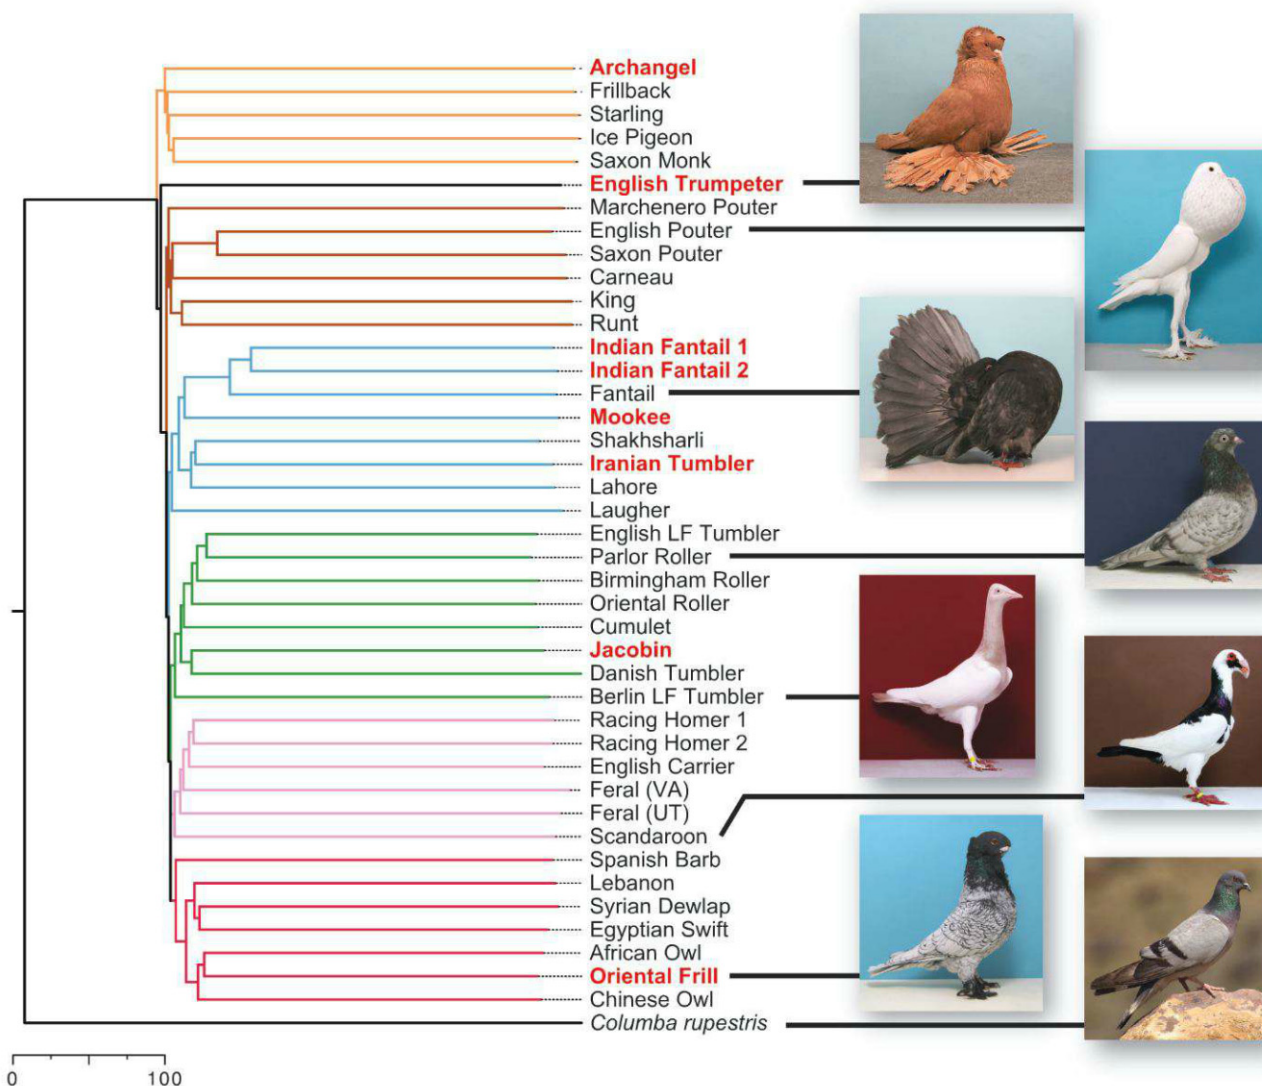 Archangel
Frillback
Starling
Ice Pigeon
Saxon Monk
English Trumpeter
Marchenero Pouter
English Pouter
Saxon Pouter
Carneau
King
Runt
Indian Fantail 1
Indian Fantail 2
Fantail
Mookee
Shakhsharli
Iranian Tumbler
Lahore
Laugher
English LF Tumbler
Parlor Roller
Birmingham Roller
Oriental Roller
Cumulet
Jacobin
Danish Tumbler
Berlin LF Tumbler
Racing Homer 1
Racing Homer 2
English Carrier
Feral (VA)
Feral (UT)
Scandaroon
Spanish Barb
Lebanon
Syrian Dewlap
Egyptian Swift
African Owl
Oriental Frill
Chinese Owl
Columba rupestris
0 100